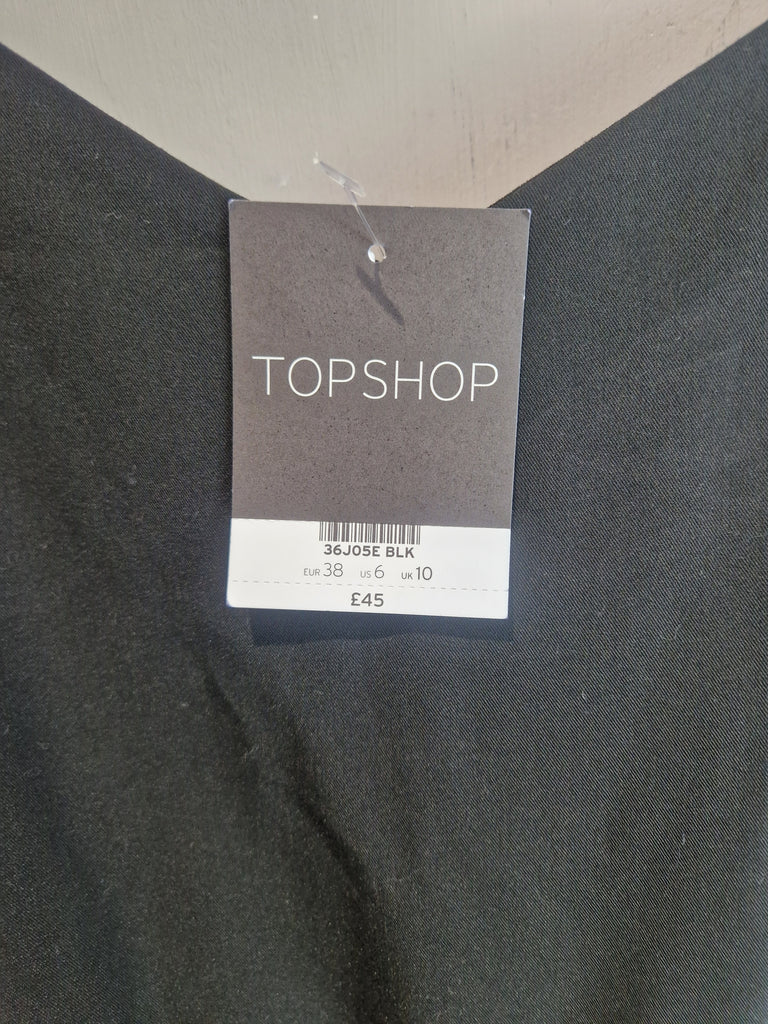 TOPSHOP
36J05E BLK
EUR 38 US 6 UK 10
£45